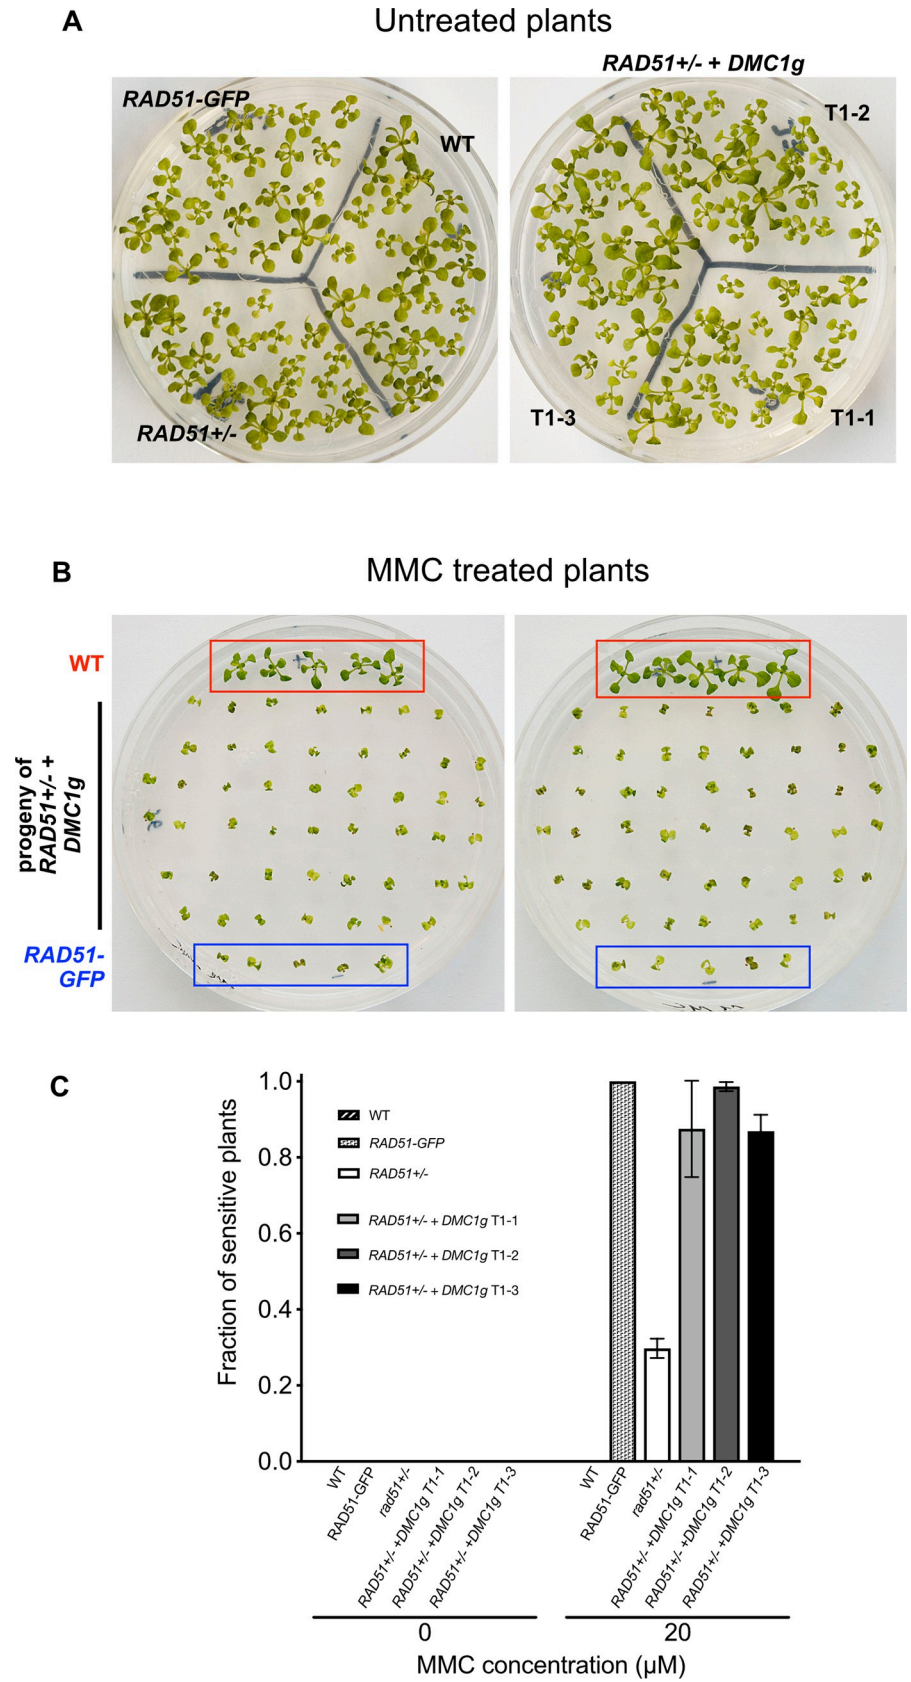 A
Untreated plants
RAD51+/- + DMC1g
RAD51-GFP
WT
T1-2
RAD51+/-
T1-3
T1-1
B
MMC treated plants
WT
progeny of
RAD51+/- +
DMC1g
RAD51-
GFP
C
Fraction of sensitive plants
1.0
0.8
0.6
0.4
0.2
0.0
WT
RAD51-GFP
RAD51+/-
RAD51+/- + DMC1g T1-1
RAD51+/- + DMC1g T1-2
RAD51+/- + DMC1g T1-3
WT
RAD51-GFP
rad51+/-
RAD51+/- +DMC1g T1-1
RAD51+/- +DMC1g T1-2
RAD51+/- +DMC1g T1-3
WT
RAD51-GFP
rad51+/-
RAD51+/- +DMC1g T1-1
RAD51+/- +DMC1g T1-2
RAD51+/- +DMC1g T1-3
0
20
MMC concentration (µM)